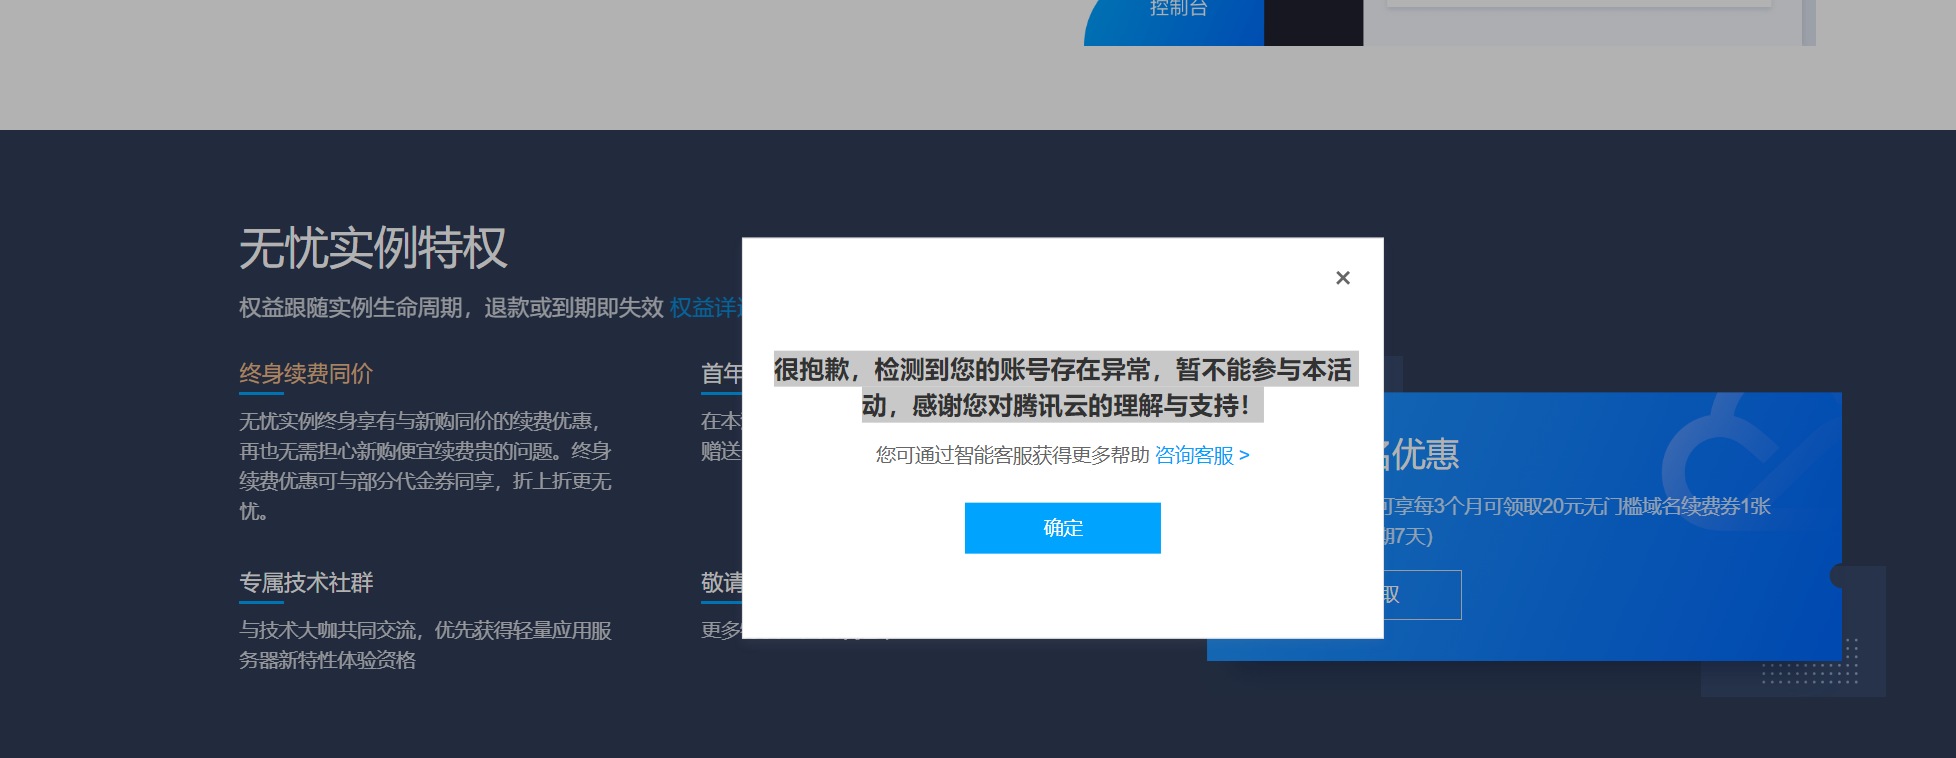 控制台
无忧实例特权
权益跟随实例生命周期，退款或到期即失效 权益详
终身续费同价
无忧实例终身享有与新购同价的续费优惠，
再也无需担心新购便宜续费贵的问题。终身
续费优惠可与部分代金券同享，折上折更无
忧。
首年
在本
赠送
专属技术社群
与技术大咖共同交流，优先获得轻量应用服
务器新特性体验资格
敬请
更多
×
很抱歉，检测到您的账号存在异常，暂不能参与本活
动，感谢您对腾讯云的理解与支持！
您可通过智能客服获得更多帮助 咨询客服 >
确定
名优惠
可享每3个月可领取20元无门槛域名续费券1张
期7天)
取